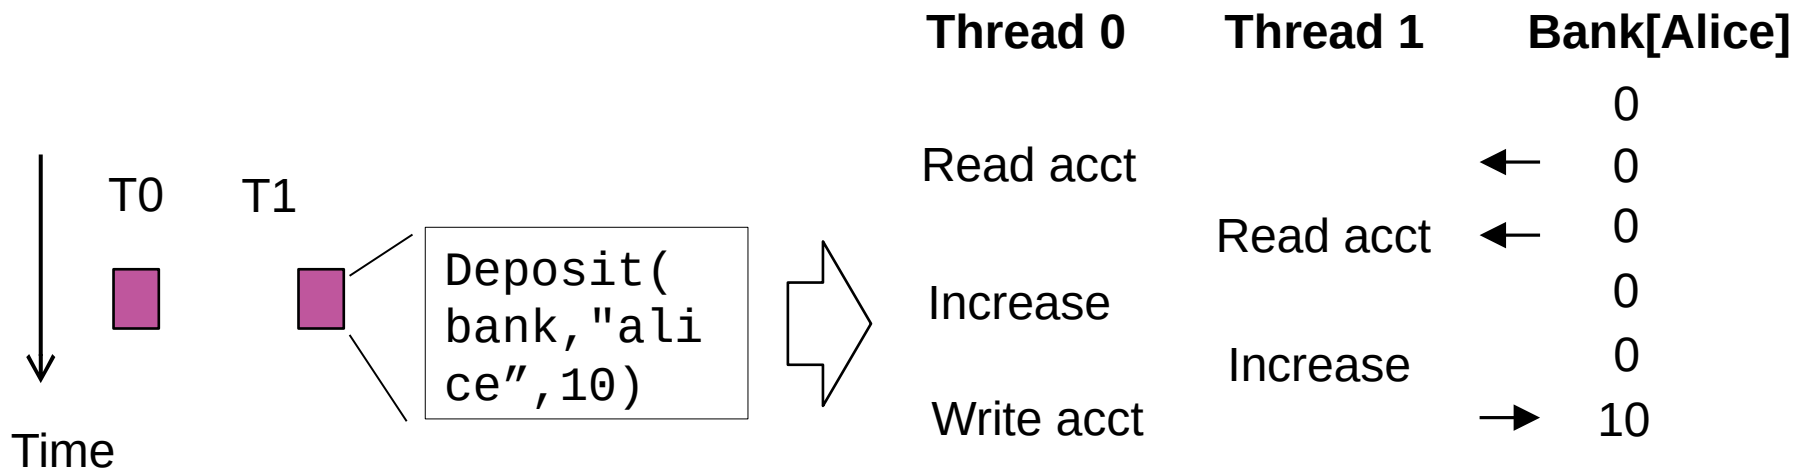 Thread 0 Thread 1 Bank[Alice]
0
Read acct 0
T0 T1
Read acct 0
Deposit(
bank,"ali
ce”,10)
Increase 0
Increase 0
Write acct 10
Time